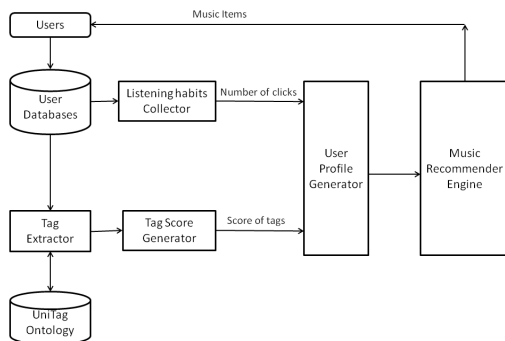 Music Items
Users
User
Databases
Listening habits
Collector
Number of clicks
User
Profile
Generator
Music
Recommender
Engine
Tag
Extractor
Tag Score
Generator
Score of tags
UniTag
Ontology